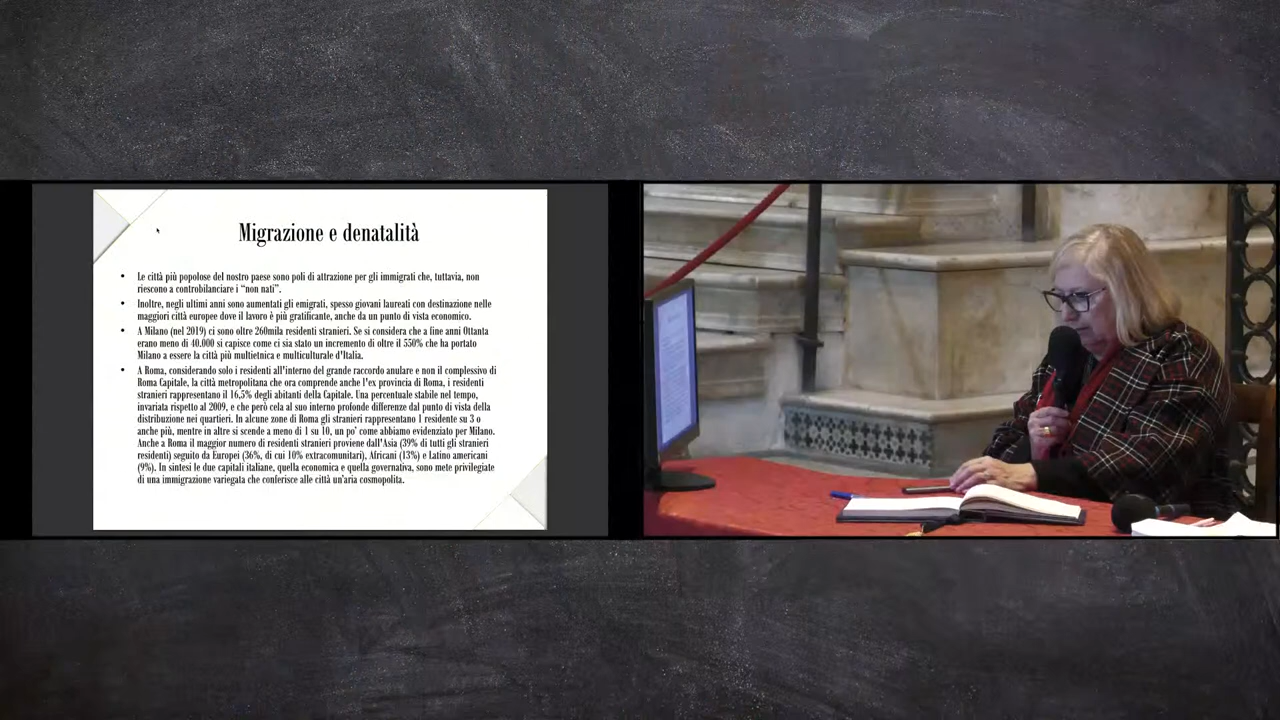 Migrazione e denatalità
• Le città più popolose del nostro paese sono poli di attrazione per gli immigrati che, tuttavia, non
riescono a controbilanciare i “non nati”.
• Inoltre, negli ultimi anni sono aumentati gli emigrati, spesso giovani laureati con destinazione nelle
maggiori città europee dove il lavoro è più gratificante, anche da un punto di vista economico.
• A Milano (nel 2019) ci sono oltre 260mila residenti stranieri. Se si considera che a fine anni Ottanta
erano meno di 40.000 si capisce come ci sia stato un incremento di oltre il 550% che ha portato
Milano a essere la città più multietnica e multiculturale d'Italia.
• A Roma, considerando solo i residenti all'interno del grande raccordo anulare e non il complessivo di
Roma Capitale, la città metropolitana che ora comprende anche l'ex provincia di Roma, i residenti
stranieri rappresentano il 16,5% degli abitanti della Capitale. Una percentuale stabile nel tempo,
invariata rispetto al 2009, e che però cela al suo interno profonde differenze dal punto di vista della
distribuzione nei quartieri. In alcune zone di Roma gli stranieri rappresentano 1 residente su 3 o
anche più, mentre in altre si scende a meno di 1 su 10, un po' come abbiamo evidenziato per Milano.
Anche a Roma il maggior numero di residenti stranieri proviene dall'Asia (39% di tutti gli stranieri
residenti) seguito da Europei (36%, di cui 10% extracomunitari), Africani (13%) e Latino americani
(9%). In sintesi le due capitali italiane, quella economica e quella governativa, sono mete privilegiate
di una immigrazione variegata che conferisce alle città un'aria cosmopolita.